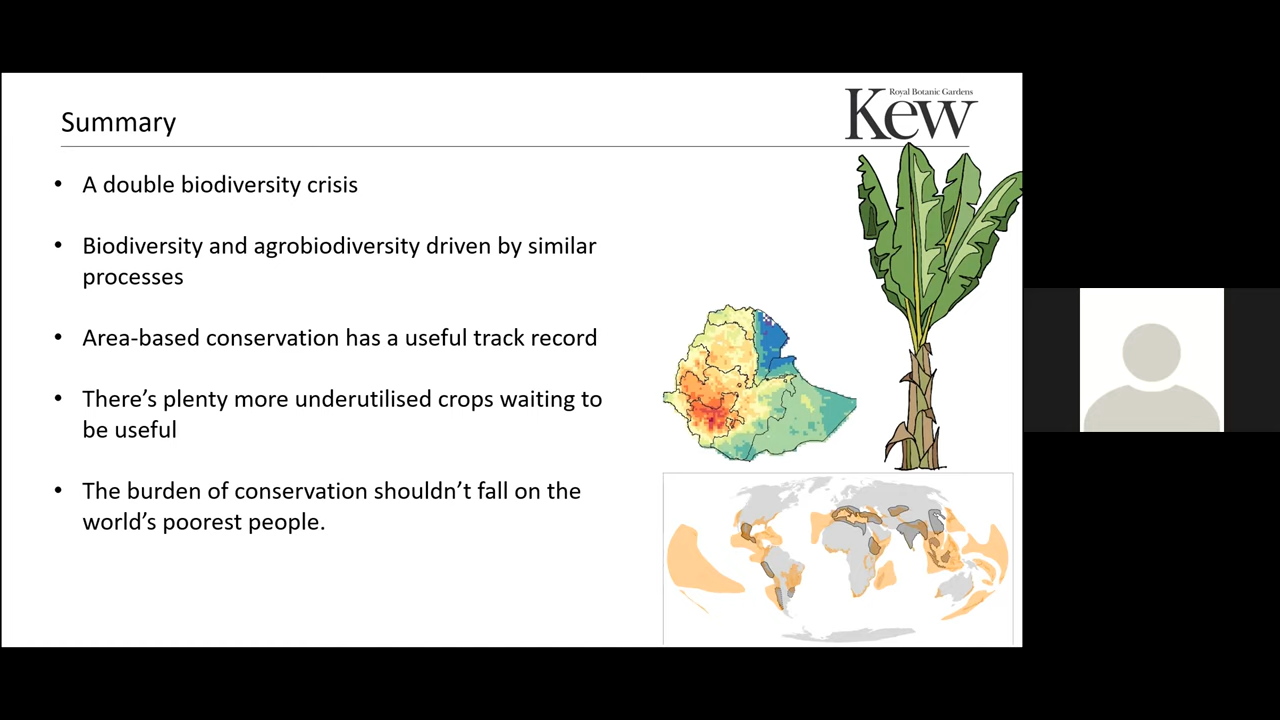 Royal Botanic Gardens
Kew
Summary
• A double biodiversity crisis
• Biodiversity and agrobiodiversity driven by similar
processes
• Area-based conservation has a useful track record
• There’s plenty more underutilised crops waiting to
be useful
• The burden of conservation shouldn’t fall on the
world’s poorest people.